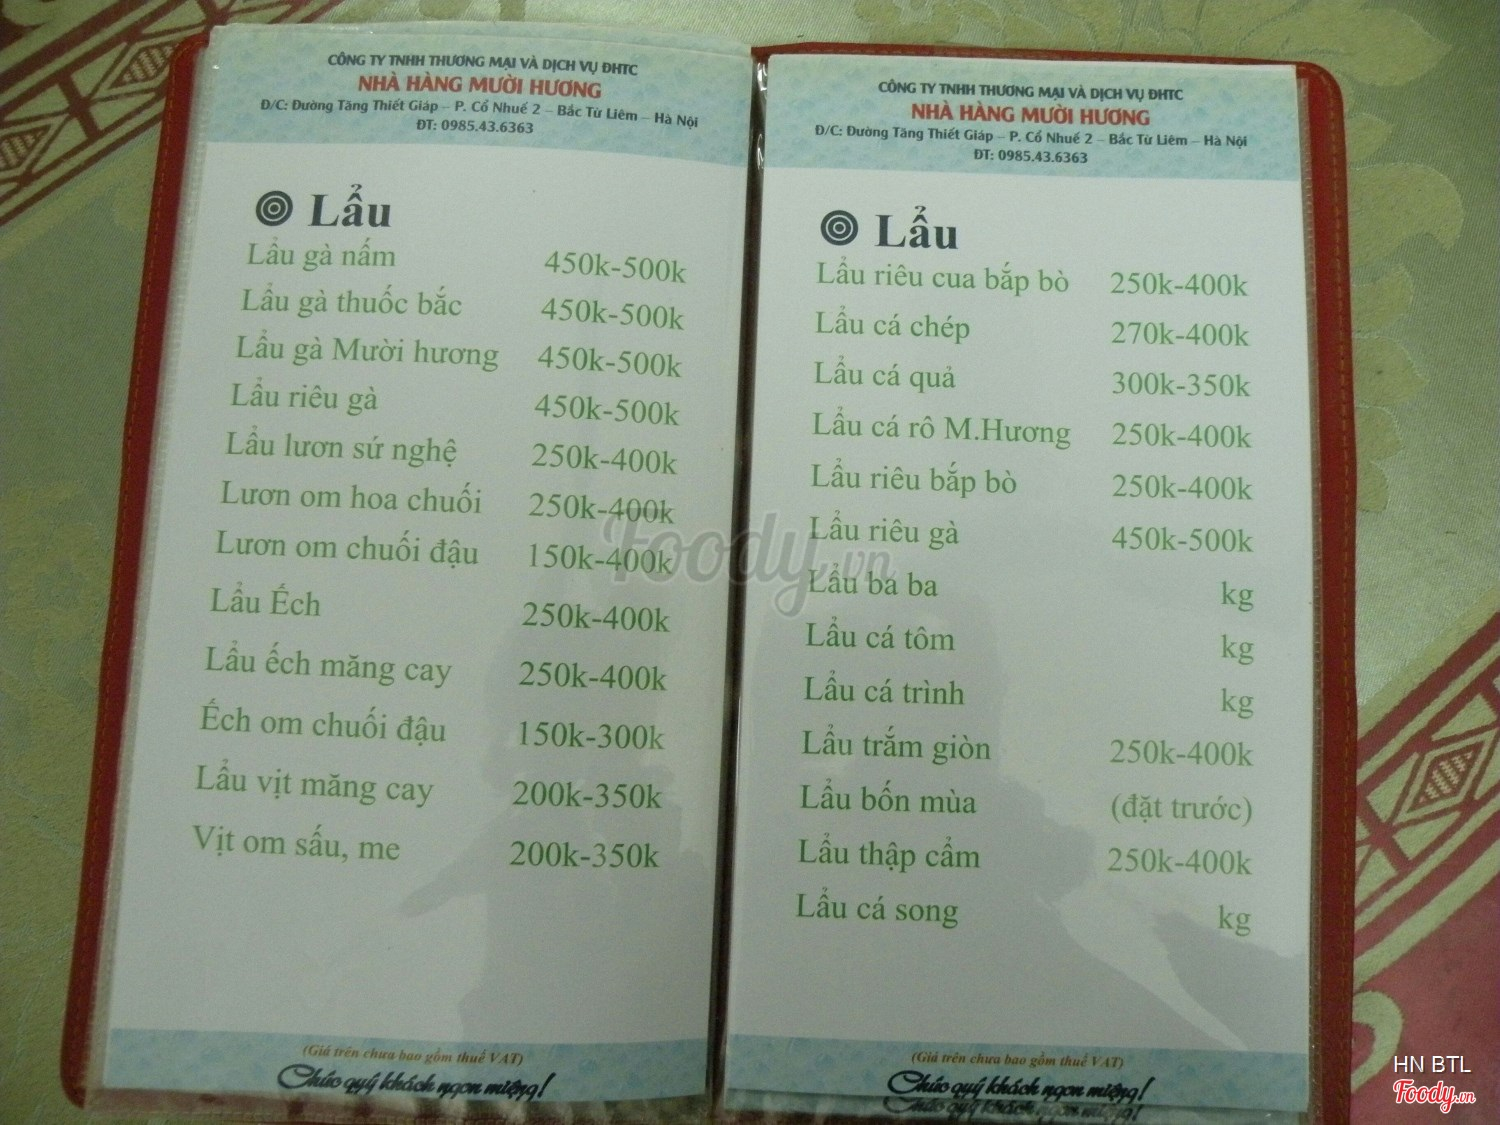 CÔNG TY TNHH THƯƠNG MẠI VÀ DỊCH VỤ ĐHTC
NHÀ HÀNG MƯỜI HƯƠNG
Đ/C: Đường Tăng Thiết Giáp – P. Cổ Nhuế 2 – Bắc Từ Liêm – Hà Nội
ĐT: 0985.43.6363
Lẩu
Lẩu gà nấm 450k-500k
Lẩu gà thuốc bắc 450k-500k
Lẩu gà Mười hương 450k-500k
Lẩu riêu gà 450k-500k
Lẩu lươn sứ nghệ 250k-400k
Lươn om hoa chuối 250k-400k
Lươn om chuối đậu 150k-400k
Lẩu Ếch 250k-400k
Lẩu ếch măng cay 250k-400k
Ếch om chuối đậu 150k-300k
Lẩu vịt măng cay 200k-350k
Vịt om sấu, me 200k-350k
(Giá trên chưa bao gồm thuế VAT)
Chúc quý khách ngon miệng!
CÔNG TY TNHH THƯƠNG MẠI VÀ DỊCH VỤ ĐHTC
NHÀ HÀNG MƯỜI HƯƠNG
Đ/C: Đường Tăng Thiết Giáp – P. Cổ Nhuế 2 – Bắc Từ Liêm – Hà Nội
ĐT: 0985.43.6363
Lẩu
Lẩu riêu cua bắp bò 250k-400k
Lẩu cá chép 270k-400k
Lẩu cá quả 300k-350k
Lẩu cá rô M.Hương 250k-400k
Lẩu riêu bắp bò 250k-400k
Lẩu riêu gà 450k-500k
Lẩu ba ba kg
Lẩu cá tôm kg
Lẩu cá trình kg
Lẩu trắm giòn 250k-400k
Lẩu bốn mùa (đặt trước)
Lẩu thập cẩm 250k-400k
Lẩu cá song kg
(Giá trên chưa bao gồm thuế VAT)
Chúc quý khách ngon miệng!
Chúc quý khách ngon miệng!
Foody.vn
HN BTL
Foody.vn